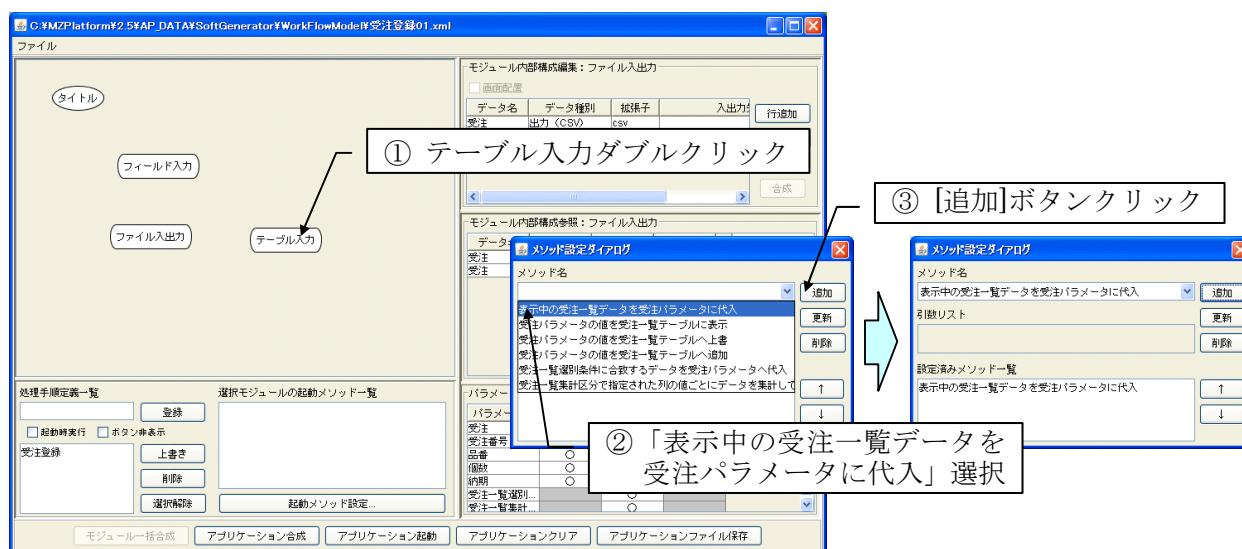 C:¥MZPlatform¥2.5¥AP_DATA¥SoftGenerator¥WorkFlowModel¥受注登録01.xml
ファイル
タイトル
フィールド入力
ファイル入出力
テーブル入力
① テーブル入力ダブルクリック
モジュール内部構成編集：ファイル入出力
画面配置
データ名 データ種別 拡張子 入出力
受注 出力（CSV） csv
行追加
合成
③ [追加]ボタンクリック
モジュール内部構成参照：ファイル入出力
データ
受注
受注
メソッド設定ダイアログ
メソッド名
追加
表示中の受注一覧データを受注パラメータに代入
受注パラメータの値を受注一覧テーブルに表示
更新
受注パラメータの値を受注一覧テーブルへ上書
削除
受注パラメータの値を受注一覧テーブルへ追加
受注一覧選別条件に合致するデータを受注パラメータへ代入
受注一覧集計区分で指定された列の値ごとにデータを集計して
↑
↓
メソッド設定ダイアログ
メソッド名
表示中の受注一覧データを受注パラメータに代入 追加
引数リスト
更新
削除
設定済みメソッド一覧
表示中の受注一覧データを受注パラメータに代入
↑
↓
②「表示中の受注一覧データを
受注パラメータに代入」選択
処理手順定義一覧
登録
起動時実行 ボタン非表示
受注登録
上書き
削除
選択解除
選択モジュールの起動メソッド一覧
起動メソッド設定...
パラメー
パラメー
受注
受注番号
品番 ○
個数 ○
納期 ○
受注一覧選別... ○
受注一覧集計... ○
モジュール一括合成 アプリケーション合成 アプリケーション起動 アプリケーションクリア アプリケーションファイル保存